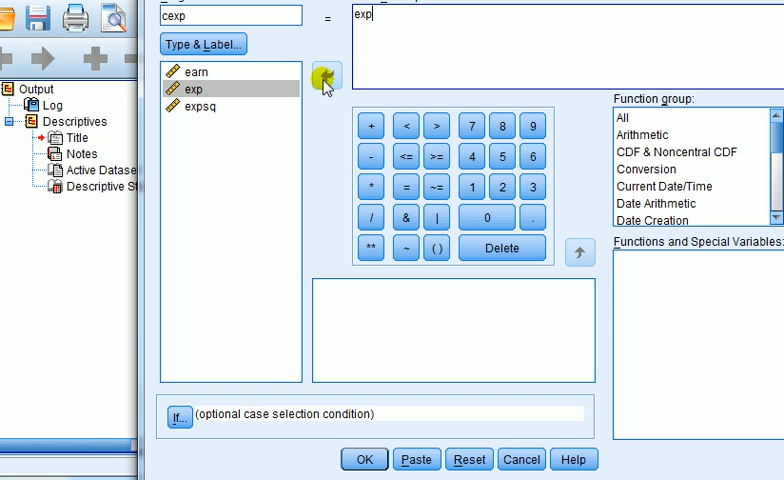 cexp
=
exp
Type & Label...
earn
exp
expsq
Output
Log
Descriptives
Title
Notes
Active Datase
Descriptive St
+ < > 7 8 9
- <= >= 4 5 6
* = ~= 1 2 3
/ & | 0 .
** ~ ( ) Delete
Function group:
All
Arithmetic
CDF & Noncentral CDF
Conversion
Current Date/Time
Date Arithmetic
Date Creation
Functions and Special Variables:
If... (optional case selection condition)
OK Paste Reset Cancel Help